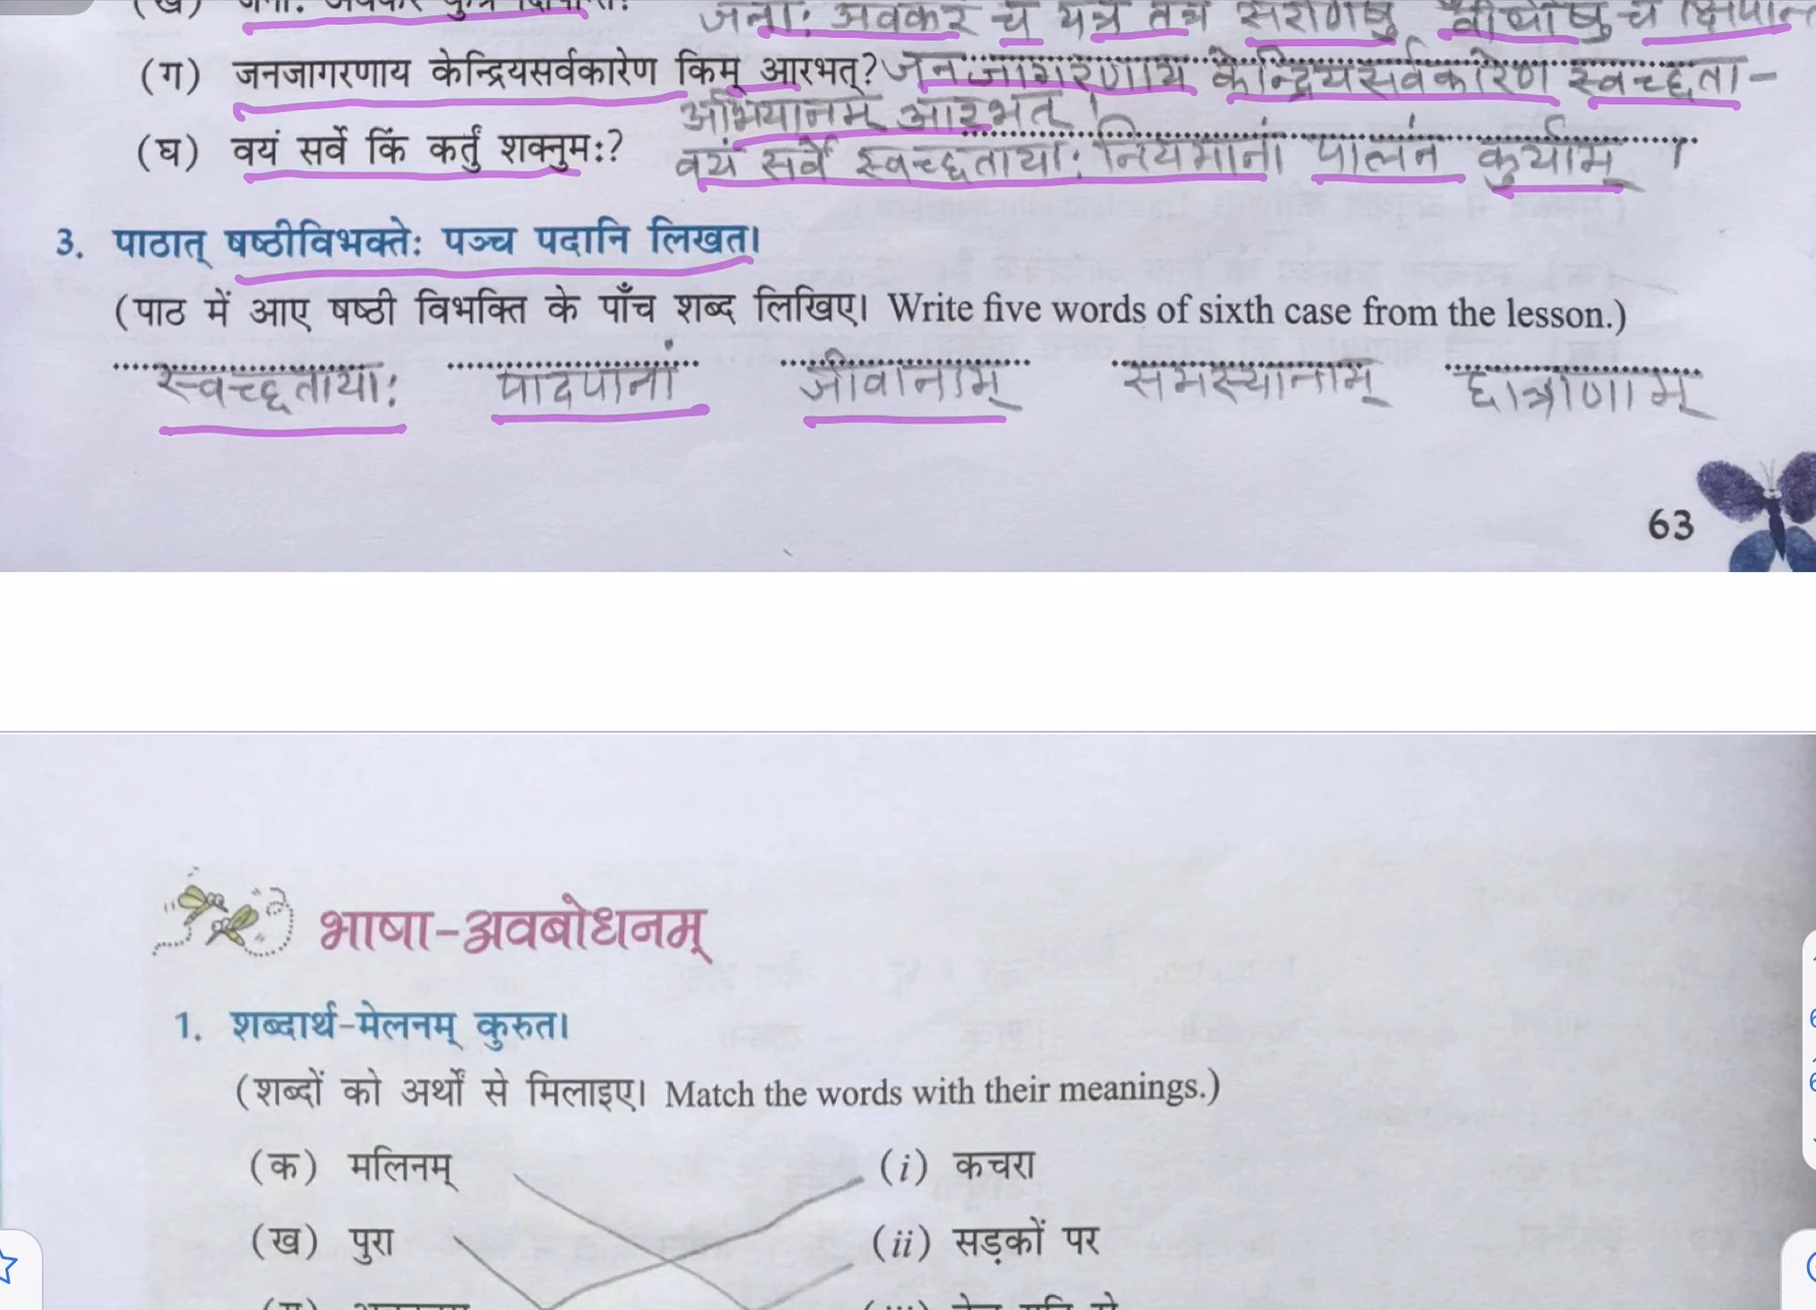 जनाः अवकरं च यत्र तत्र सरणिषु वीथीषु च क्षिपन्ति
(ग) जनजागरणाय केन्द्रियसर्वकारेण किम् आरभत्? जनजागरणाय केन्द्रियसर्वकारेण स्वच्छता-
अभियानम् आरभत् ।
(घ) वयं सर्वे किं कर्तुं शक्नुमः? वयं सर्वे स्वच्छतायाः नियमानां पालनं कुर्याम् ।
3. पाठात् षष्ठीविभक्तेः पञ्च पदानि लिखत।
(पाठ में आए षष्ठी विभक्ति के पाँच शब्द लिखिए। Write five words of sixth case from the lesson.)
स्वच्छतायाः पादपानां जीवानाम् समस्यानाम् छात्राणाम्
63
भाषा-अवबोधनम्
1. शब्दार्थ-मेलनम् कुरुत।
(शब्दों को अर्थों से मिलाइए। Match the words with their meanings.)
(क) मलिनम् (i) कचरा
(ख) पुरा (ii) सड़कों पर